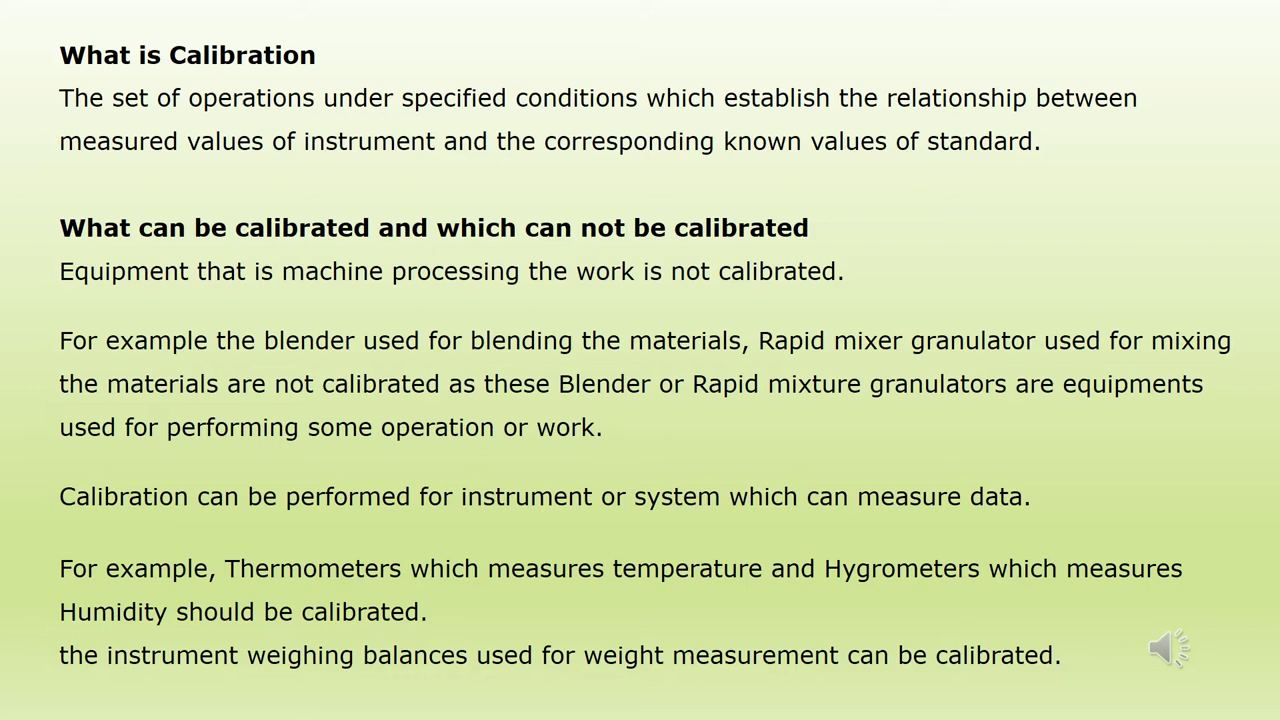 What is Calibration
The set of operations under specified conditions which establish the relationship between
measured values of instrument and the corresponding known values of standard.
What can be calibrated and which can not be calibrated
Equipment that is machine processing the work is not calibrated.
For example the blender used for blending the materials, Rapid mixer granulator used for mixing
the materials are not calibrated as these Blender or Rapid mixture granulators are equipments
used for performing some operation or work.
Calibration can be performed for instrument or system which can measure data.
For example, Thermometers which measures temperature and Hygrometers which measures
Humidity should be calibrated.
the instrument weighing balances used for weight measurement can be calibrated.